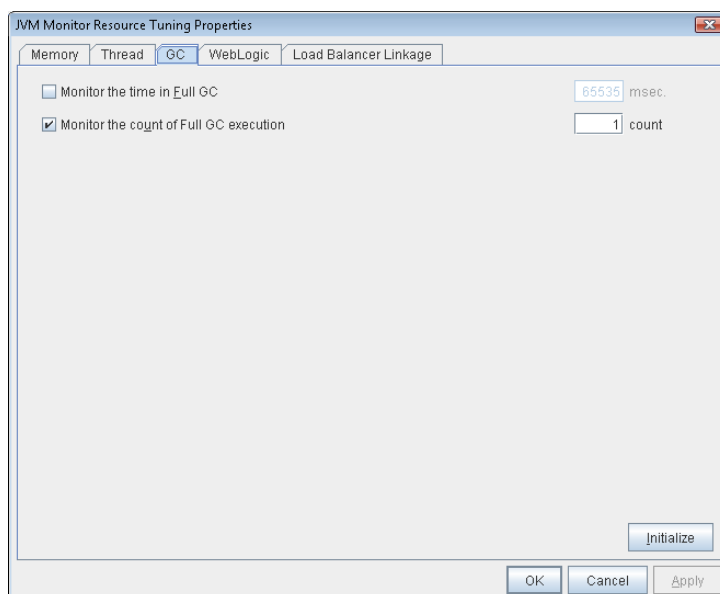 JVM Monitor Resource Tuning Properties
Memory Thread GC WebLogic Load Balancer Linkage
Monitor the time in Full GC 65535 msec.
Monitor the count of Full GC execution 1 count
Initialize
OK Cancel Apply